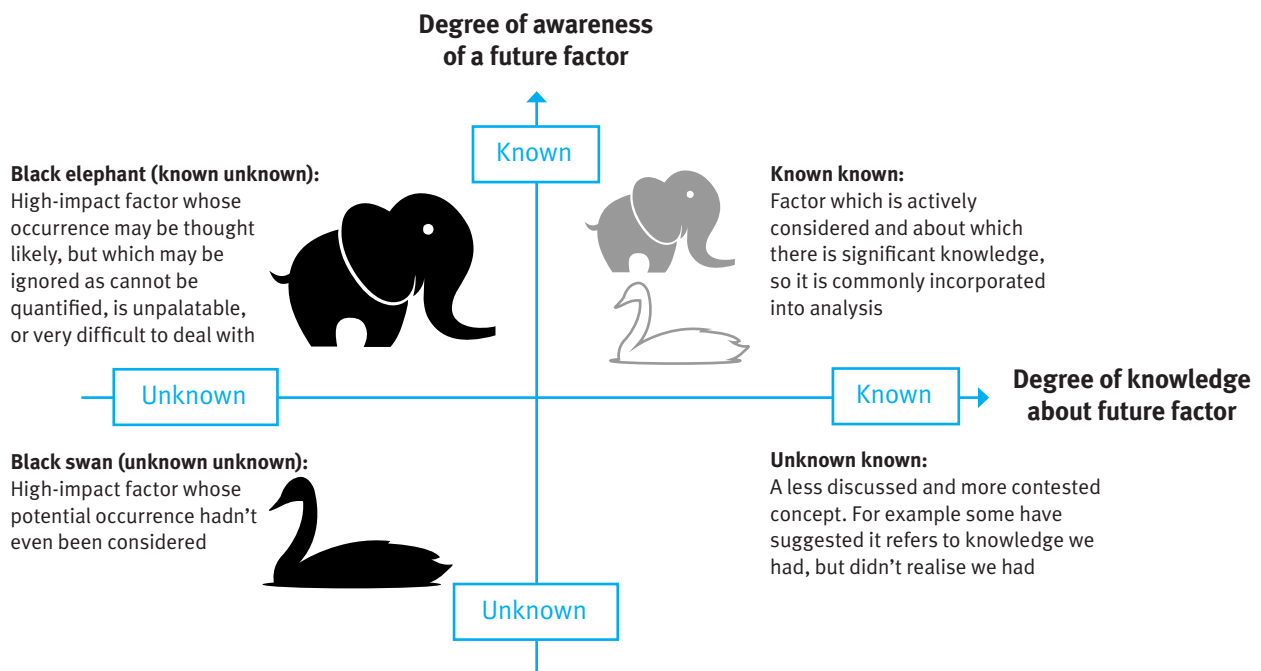 Degree of awareness
of a future factor
Known
Black elephant (known unknown):
High-impact factor whose
occurrence may be thought
likely, but which may be
ignored as cannot be
quantified, is unpalatable,
or very difficult to deal with
Known known:
Factor which is actively
considered and about which
there is significant knowledge,
so it is commonly incorporated
into analysis
Unknown
Known
Degree of knowledge
about future factor
Black swan (unknown unknown):
High-impact factor whose
potential occurrence hadn’t
even been considered
Unknown known:
A less discussed and more contested
concept. For example some have
suggested it refers to knowledge we
had, but didn’t realise we had
Unknown